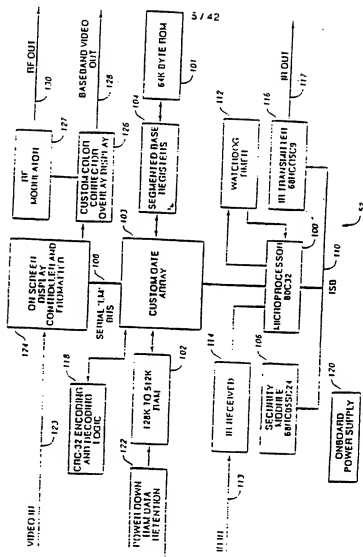 5 / 42
VIDEO IN
123
124
ON SCREEN
DISPLAY
CONTROLLER AND
FORMATTER
RF
MODULATOR
127
RF OUT
130
CUSTOM COLOR
CONNECTION
OVERLAY DISPLAY
126
BASEBAND VIDEO
OUT
128
118
CRC-32 ENCODING
AND DECODING
LOGIC
SERIAL
BUS
103
CUSTOM GATE
ARRAY
104
SEGMENTED BASE
REGISTERS
64K BYTE ROM
101
122
POWER DOWN
RAM DATA
RETENTION
128K TO 512K
RAM
102
113
114
IR RECEIVED
MICROPROCESSOR
80C32
100
112
WATCHDOG
TIMER
116
IR TRANSMITTER
68HC05C9
IR OUT
117
106
SECURITY
MODULE
68HC05SC24
110
ISB
120
ONBOARD
POWER SUPPLY